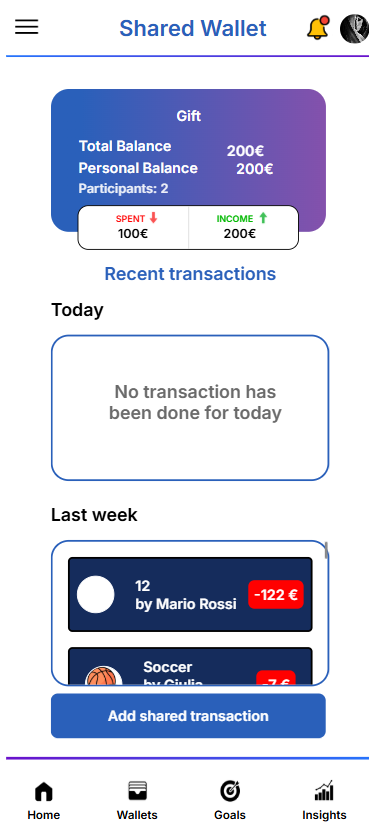 Shared Wallet
Gift
Total Balance 200€
Personal Balance 200€
Participants: 2
SPENT INCOME
100€ 200€
Recent transactions
Today
No transaction has
been done for today
Last week
12
by Mario Rossi
-122 €
Soccer
by Giulia
-7 €
Add shared transaction
Home Wallets Goals Insights